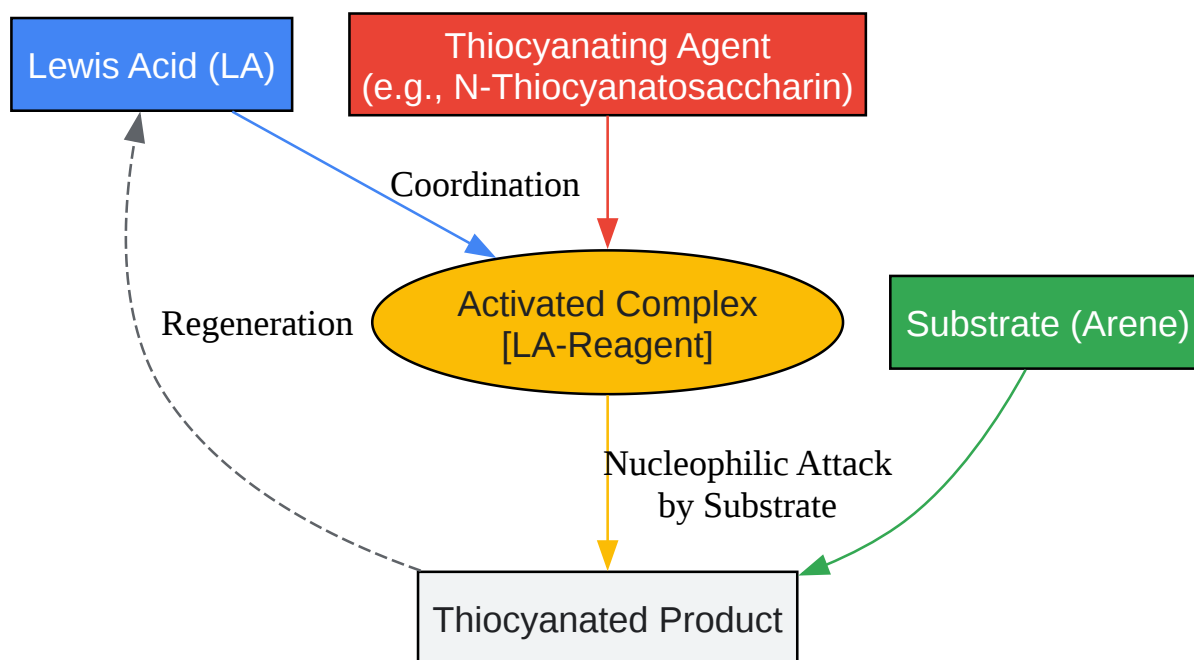 Lewis Acid (LA)
Thiocyanating Agent
(e.g., N-Thiocyanatosaccharin)
Coordination
Activated Complex
[LA-Reagent]
Regeneration
Substrate (Arene)
Nucleophilic Attack
by Substrate
Thiocyanated Product